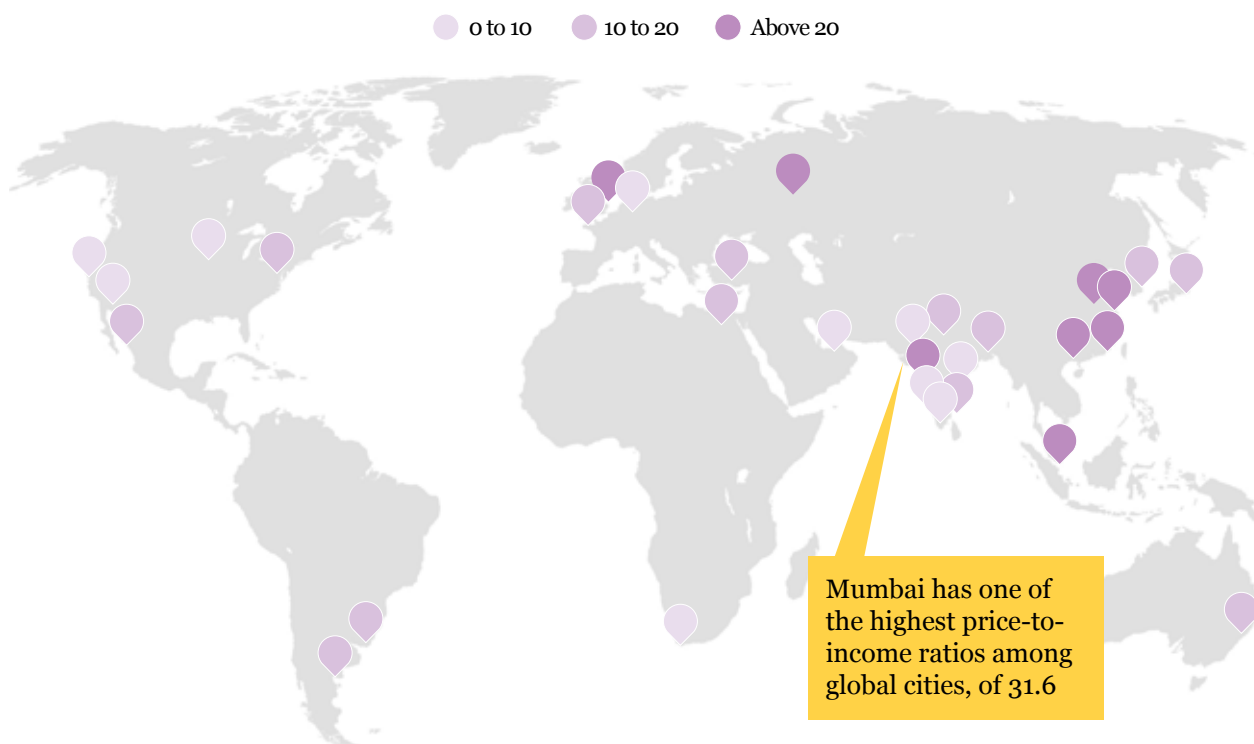 0 to 10 10 to 20 Above 20
Mumbai has one of
the highest price-to-
income ratios among
global cities, of 31.6